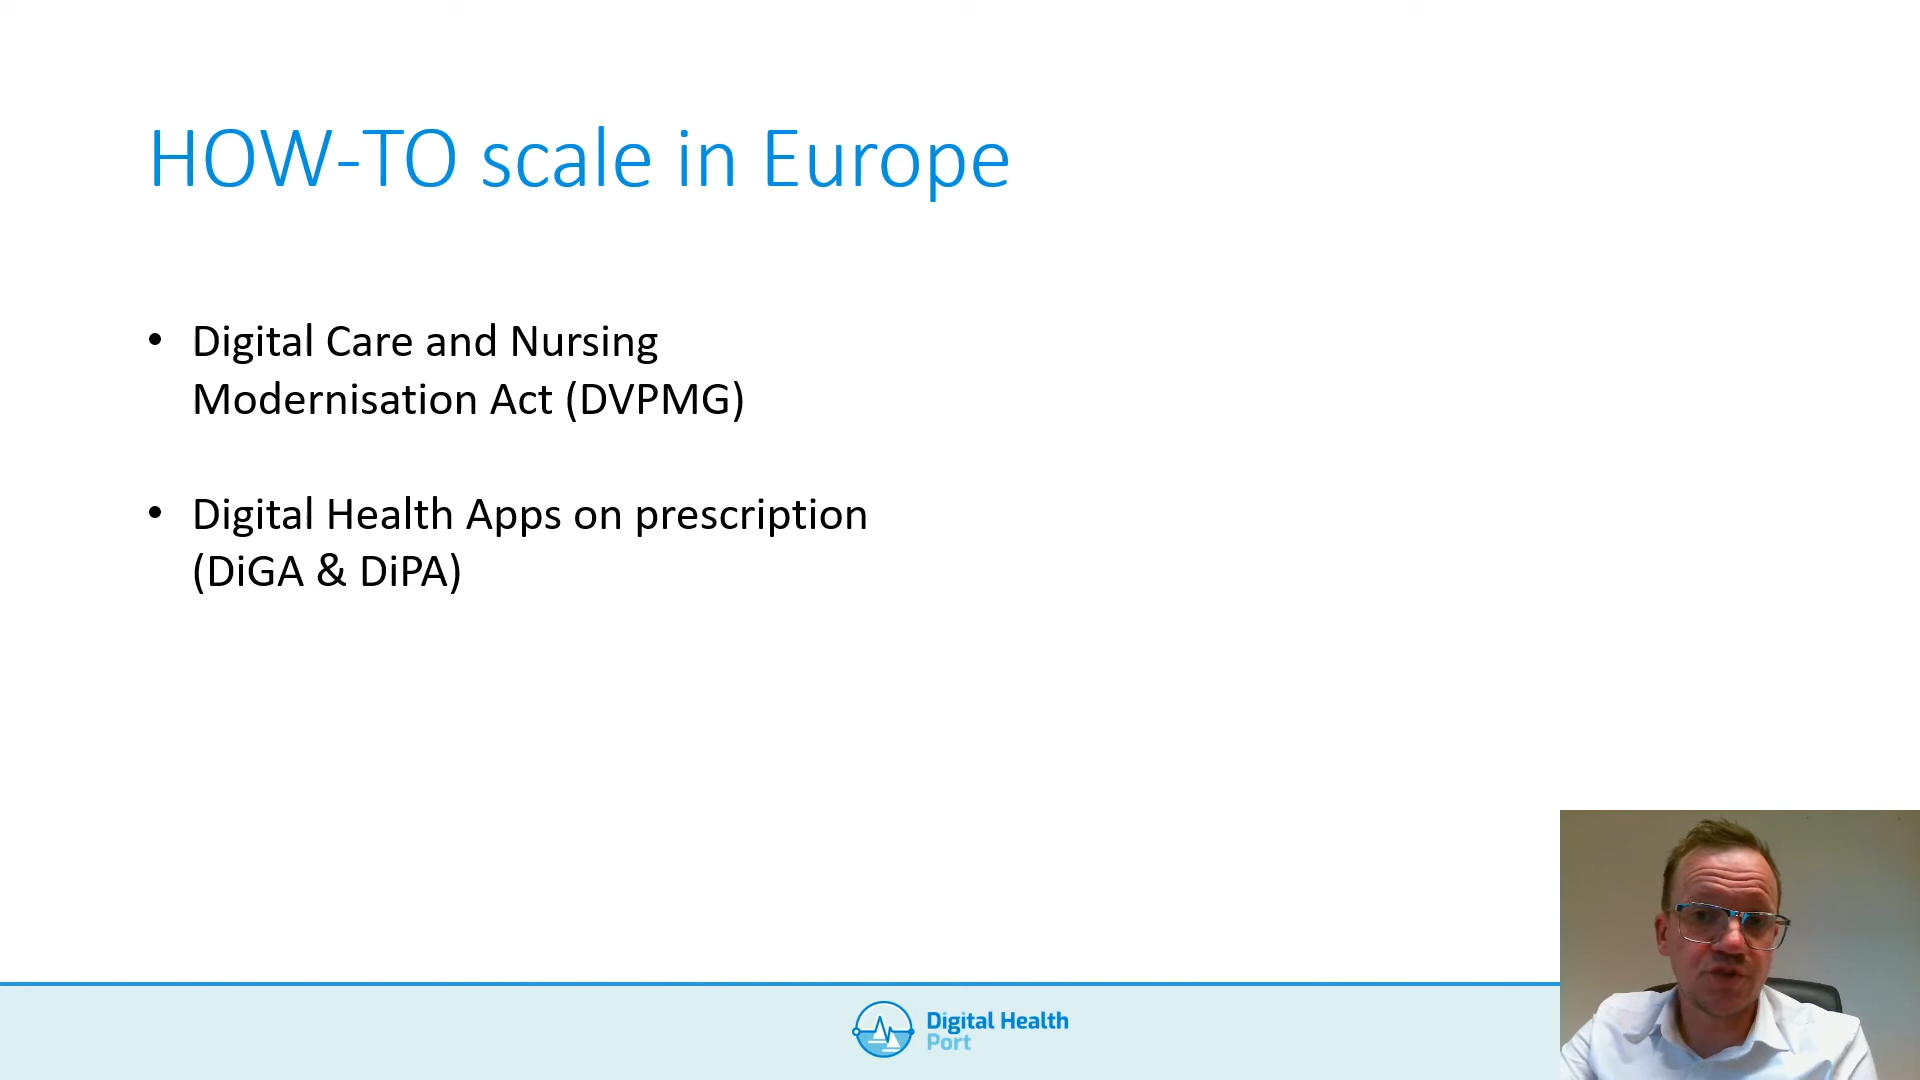 HOW-TO scale in Europe
• Digital Care and Nursing
Modernisation Act (DVPMG)
• Digital Health Apps on prescription
(DiGA & DiPA)
Digital Health
Port